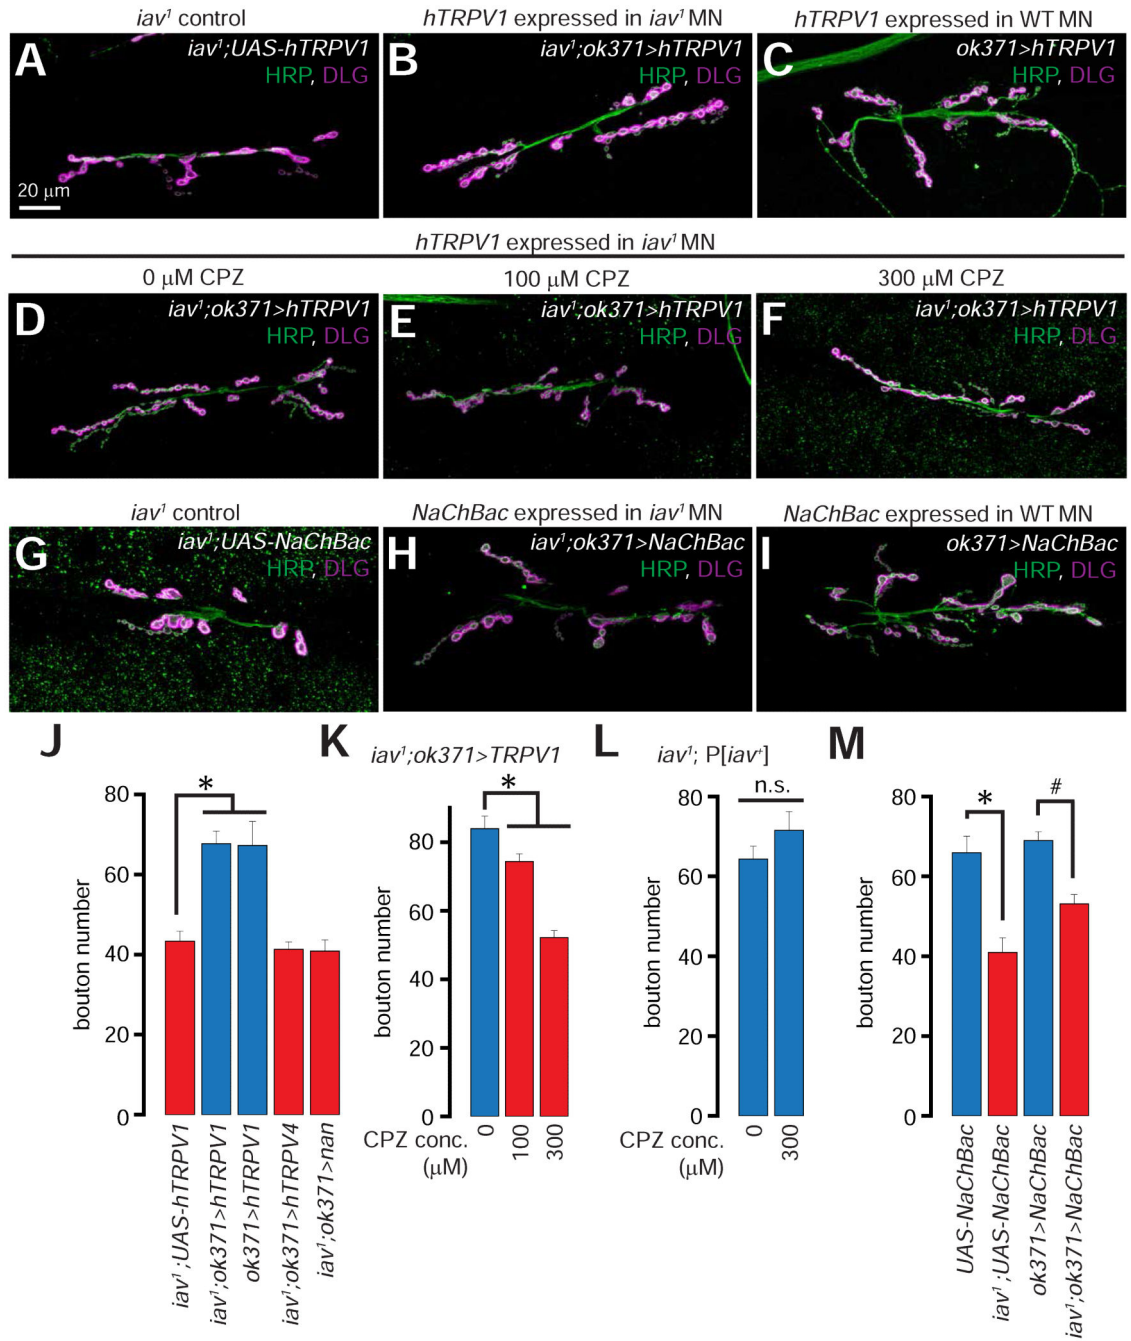 iav¹ control
hTRPV1 expressed in iav¹ MN
hTRPV1 expressed in WT MN
A
iav¹;UAS-hTRPV1
HRP, DLG
20 μm
B
iav¹;ok371>hTRPV1
HRP, DLG
C
ok371>hTRPV1
HRP, DLG
hTRPV1 expressed in iav¹ MN
0 μM CPZ
100 μM CPZ
300 μM CPZ
D
iav¹;ok371>hTRPV1
HRP, DLG
E
iav¹;ok371>hTRPV1
HRP, DLG
F
iav¹;ok371>hTRPV1
HRP, DLG
iav¹ control
NaChBac expressed in iav¹ MN
NaChBac expressed in WT MN
G
iav¹;UAS-NaChBac
HRP, DLG
H
iav¹;ok371>NaChBac
HRP, DLG
I
ok371>NaChBac
HRP, DLG
J
80
60
40
20
0
bouton number
*
iav¹;UAS-hTRPV1
iav¹;ok371>hTRPV1
ok371>hTRPV1
iav¹;ok371>hTRPV4
iav¹;ok371>nan
K
iav¹;ok371>TRPV1
80
60
40
20
0
bouton number
*
CPZ conc.
(μM)
0
100
300
L
iav¹; P[iav⁺]
n.s.
80
60
40
20
0
bouton number
CPZ conc.
(μM)
0
300
M
80
60
40
20
0
bouton number
*
#
UAS-NaChBac
iav¹;UAS-NaChBac
ok371>NaChBac
iav¹;ok371>NaChBac